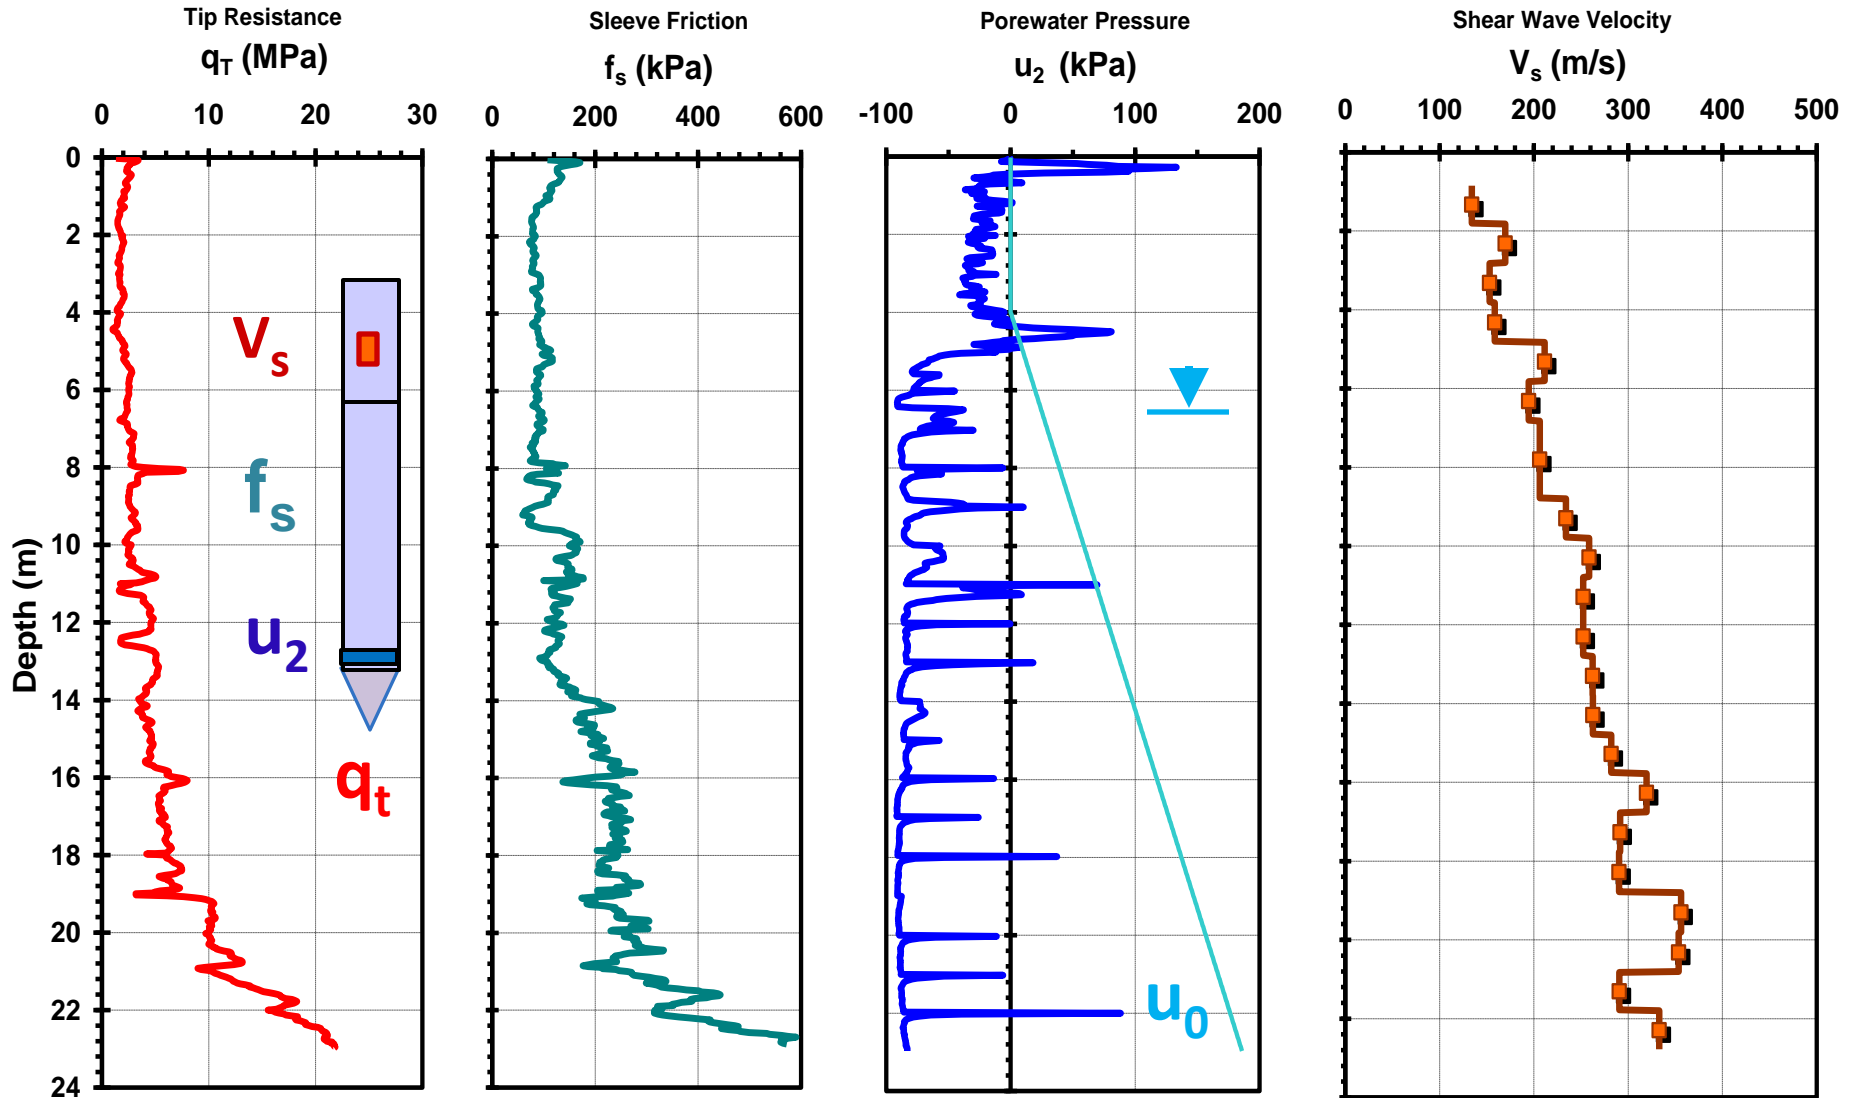 Tip Resistance
qT (MPa)
0 10 20 30
Sleeve Friction
fs (kPa)
0 200 400 600
Porewater Pressure
u2 (kPa)
-100 0 100 200
Shear Wave Velocity
Vs (m/s)
0 100 200 300 400 500
Depth (m)
0
2
4
6
8
10
12
14
16
18
20
22
24
Vs
fs
u2
qt
u0